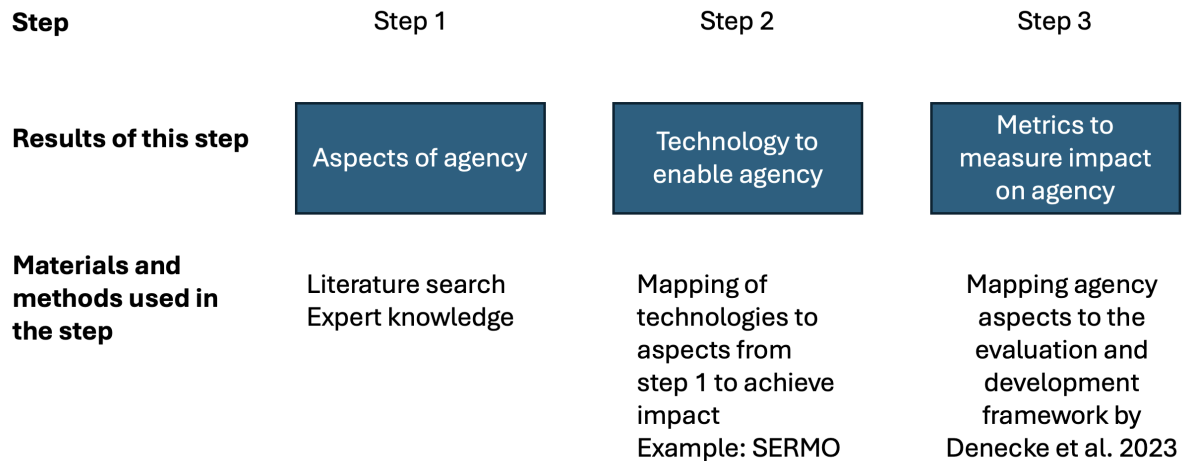 Step
Step 1
Step 2
Step 3
Results of this step
Aspects of agency
Technology to
enable agency
Metrics to
measure impact
on agency
Materials and
methods used in
the step
Literature search
Expert knowledge
Mapping of
technologies to
aspects from
step 1 to achieve
impact
Example: SERMO
Mapping agency
aspects to the
evaluation and
development
framework by
Denecke et al. 2023